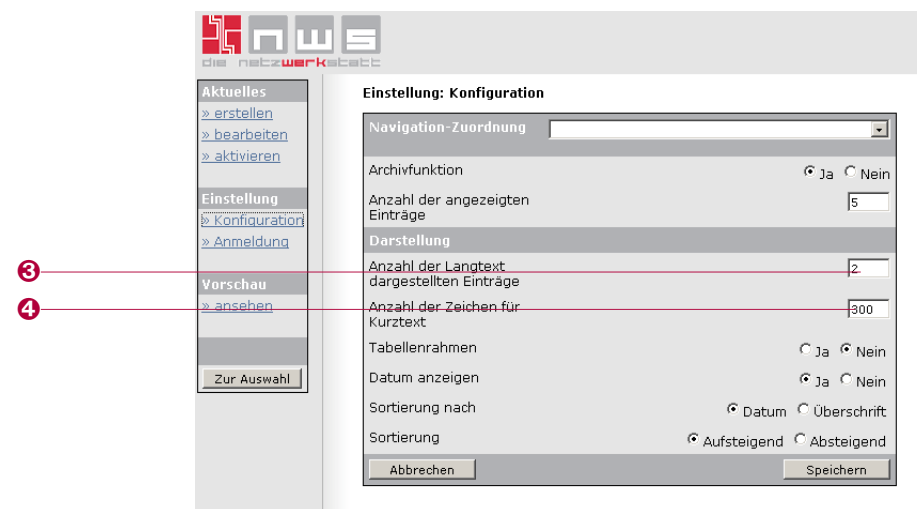 nws
die netzwerkstatt
Aktuelles
» erstellen
» bearbeiten
» aktivieren
Einstellung
» Konfiguration
» Anmeldung
Vorschau
» ansehen
Zur Auswahl
Einstellung: Konfiguration
Navigation-Zuordnung
Archivfunktion Ja Nein
Anzahl der angezeigten
Einträge 5
Darstellung
3 Anzahl der Langtext
dargestellten Einträge 2
4 Anzahl der Zeichen für
Kurztext 300
Tabellenrahmen Ja Nein
Datum anzeigen Ja Nein
Sortierung nach Datum Überschrift
Sortierung Aufsteigend Absteigend
Abbrechen Speichern